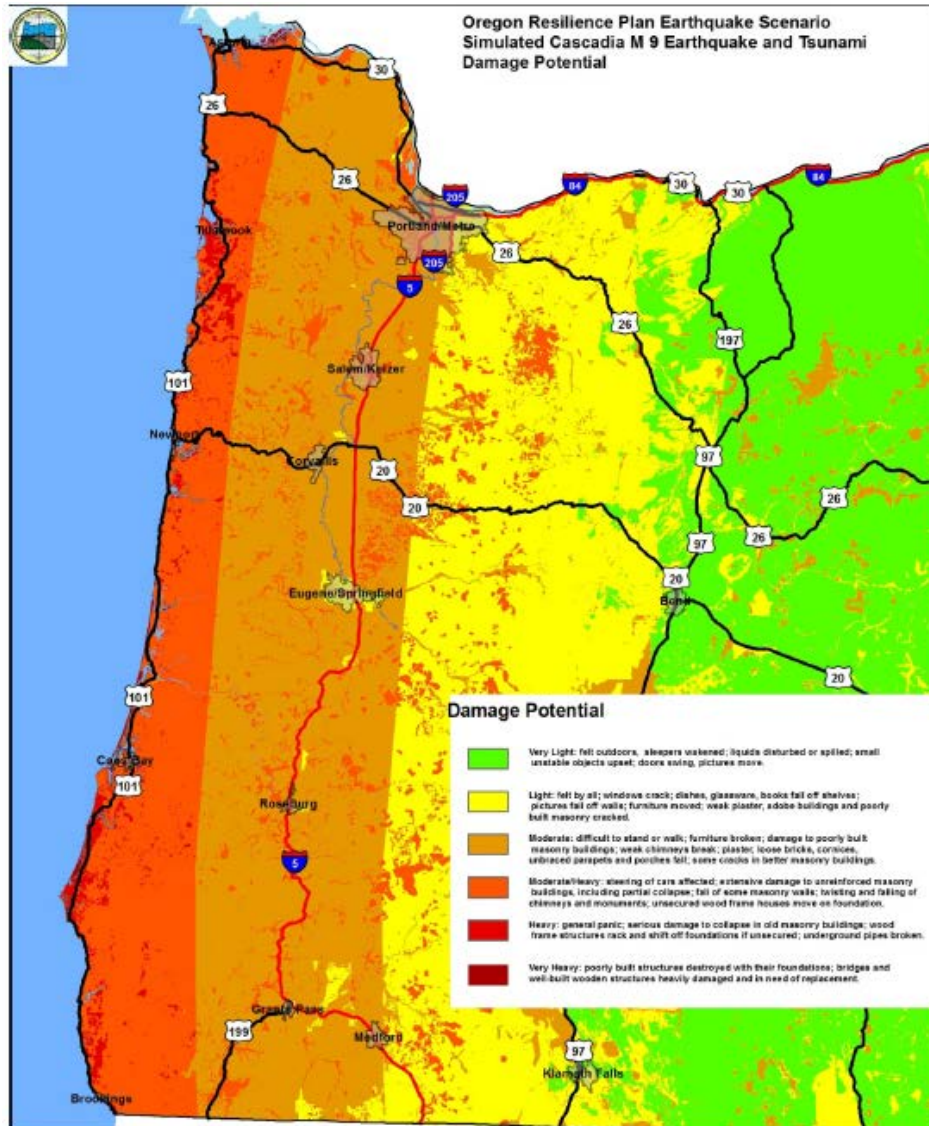 Oregon Resilience Plan Earthquake Scenario
Simulated Cascadia M 9 Earthquake and Tsunami
Damage Potential
30
26
26
205
84
30
30
84
Portland/Metro
Tillamook
26
205
5
26
197
Salem/Keizer
101
Newport
Corvallis
97
20
26
20
97
26
Eugene/Springfield
20
Bend
20
101
Coos Bay
101
Roseburg
5
Grants Pass
199
Medford
97
Klamath Falls
Brookings
Damage Potential
Very Light: felt outdoors, sleepers wakened; liquids disturbed or spilled; small
unstable objects upset; doors swing, pictures move.
Light: felt by all; windows crack; dishes, glassware, books fall off shelves;
pictures fall off walls; furniture moved; weak plaster, adobe buildings and poorly
built masonry cracked.
Moderate: difficult to stand or walk; furniture broken; damage to poorly built
masonry buildings; weak chimneys break; plaster, loose bricks, cornices,
unbraced parapets and porches fall; some cracks in better masonry buildings.
Moderate/Heavy: steering of cars affected; extensive damage to unreinforced masonry
buildings, including partial collapse; fall of some masonry walls; twisting and falling of
chimneys and monuments; unsecured wood frame houses move on foundation.
Heavy: general panic; serious damage to collapse in old masonry buildings; wood
frame structures rack and shift off foundations if unsecured; underground pipes broken.
Very Heavy: poorly built structures destroyed with their foundations; bridges and
well-built wooden structures heavily damaged and in need of replacement.